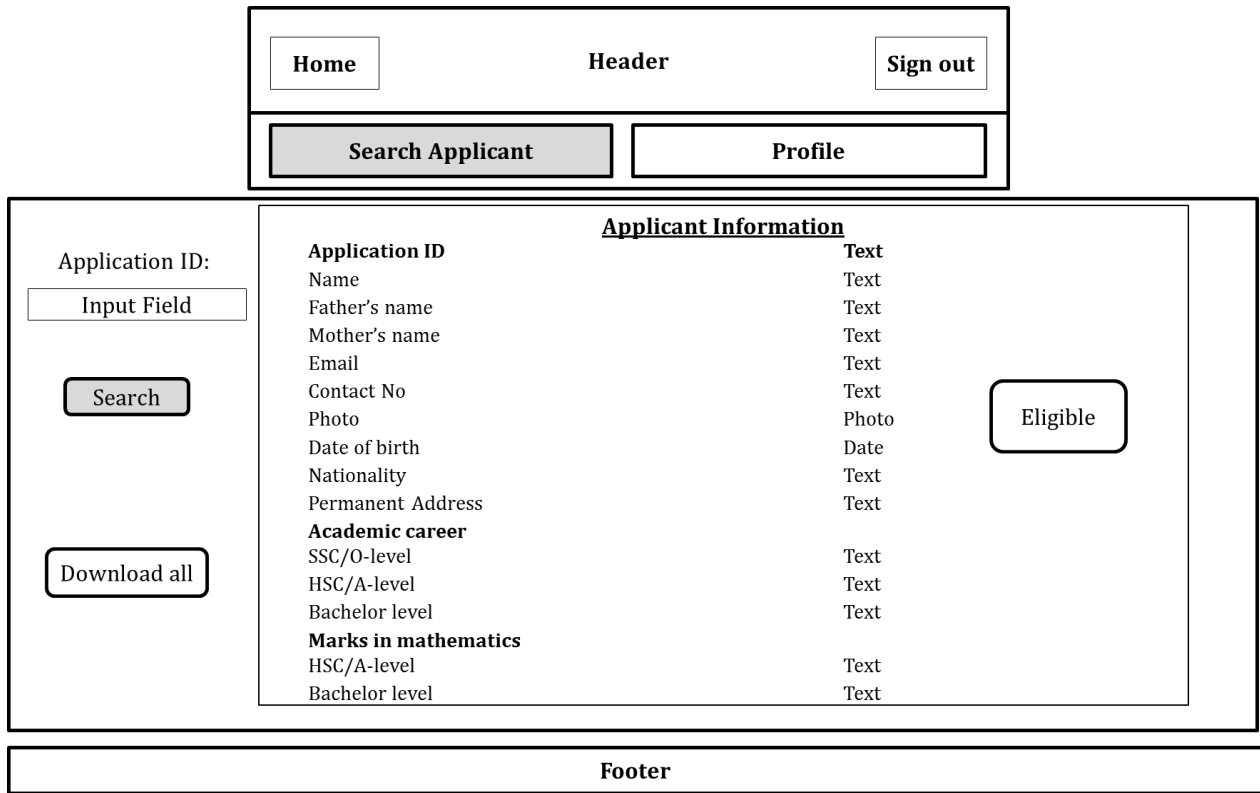 Home
Header
Sign out
Search Applicant
Profile
Application ID:
Input Field
Search
Download all
Applicant Information
Application ID Text
Name Text
Father’s name Text
Mother’s name Text
Email Text
Contact No Text
Photo Photo
Date of birth Date
Nationality Text
Permanent Address Text
Academic career
SSC/O-level Text
HSC/A-level Text
Bachelor level Text
Marks in mathematics
HSC/A-level Text
Bachelor level Text
Eligible
Footer